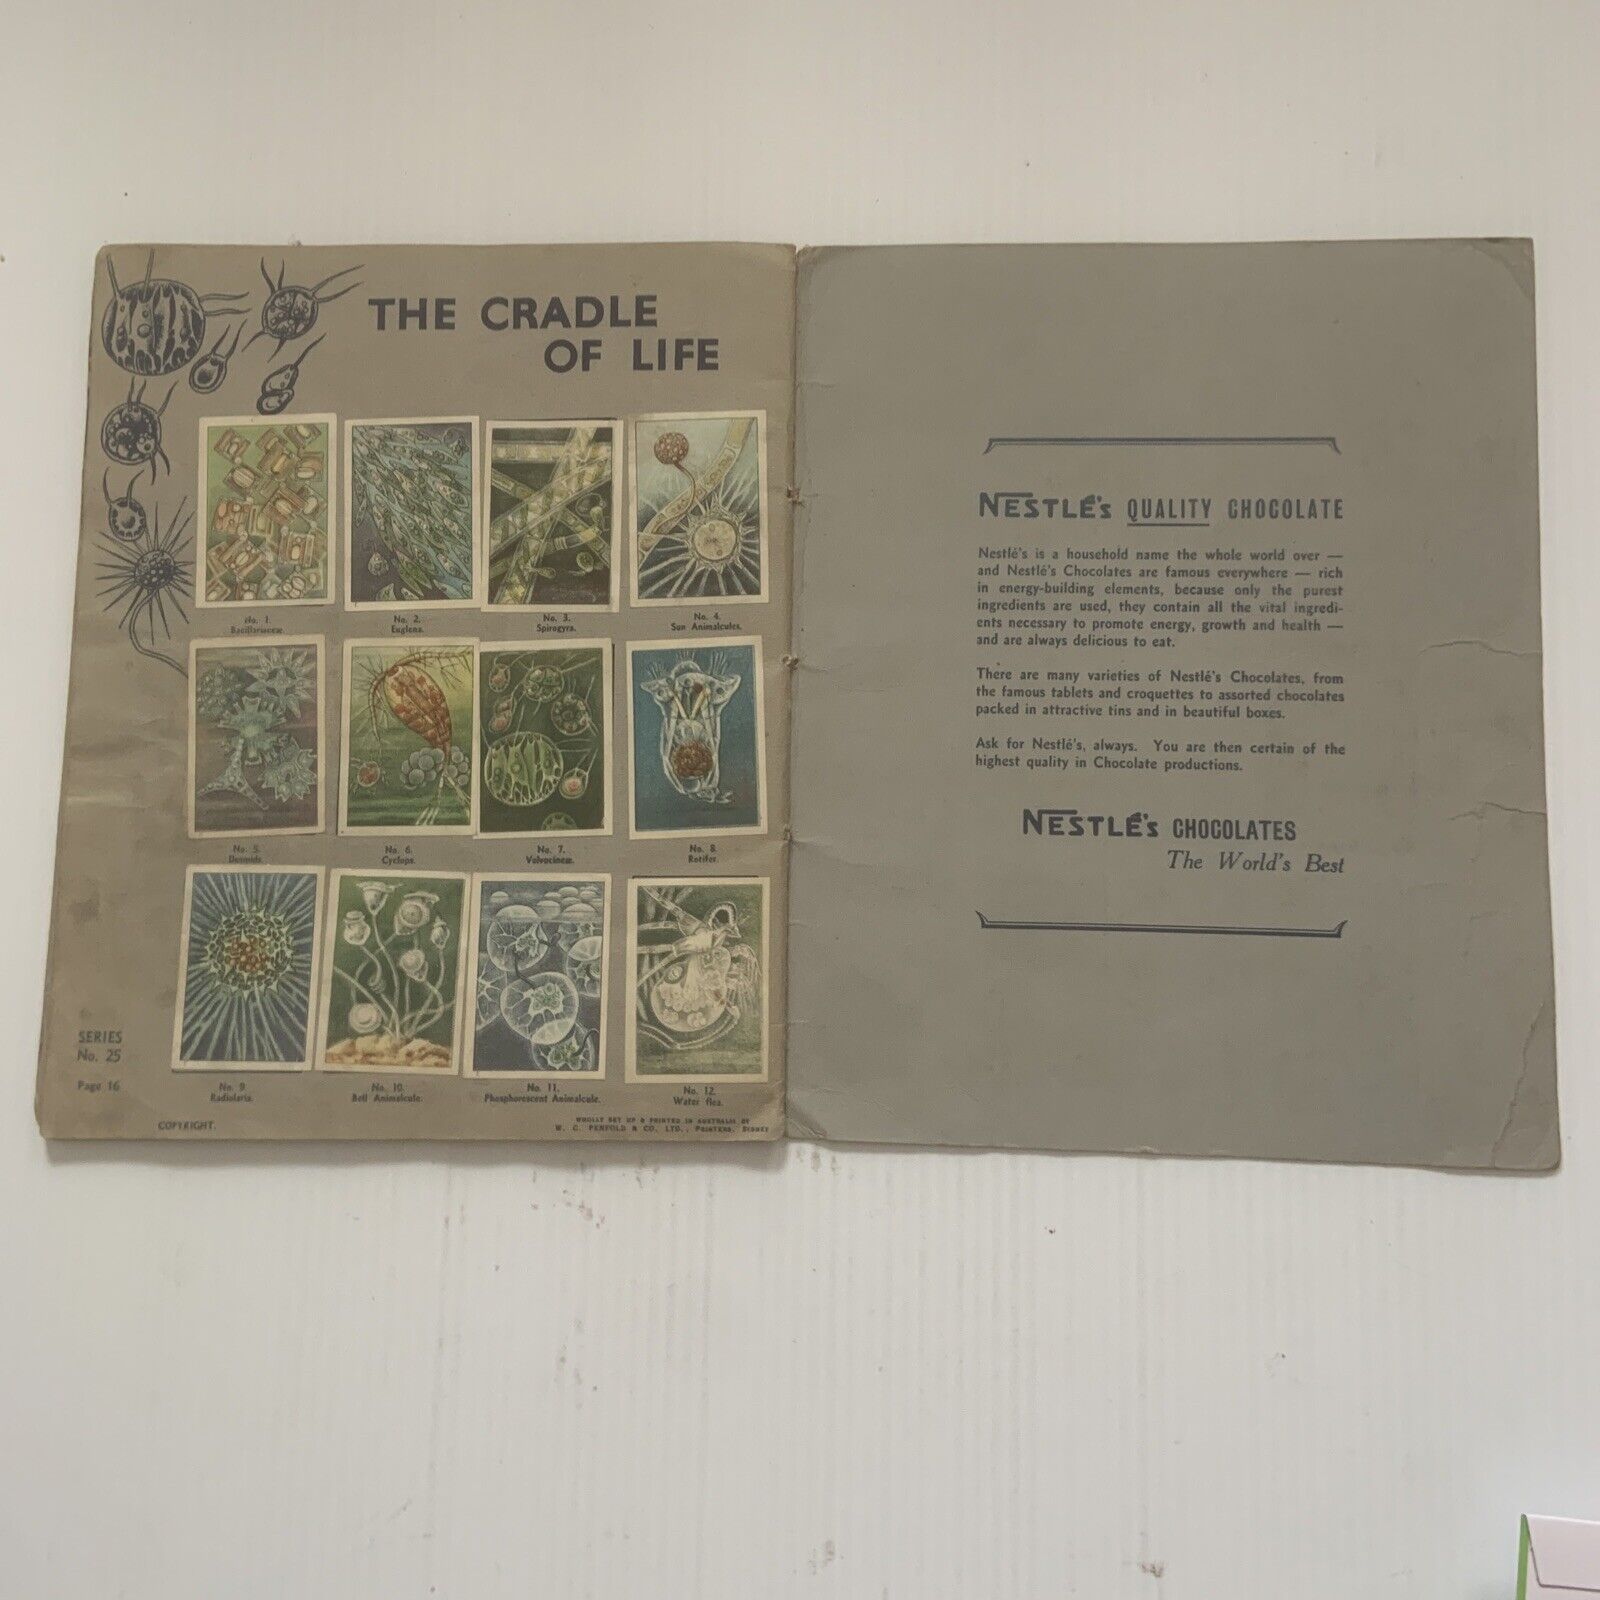 THE CRADLE
OF LIFE
No. 1.
Bacillariaceæ
No. 2.
Euglena.
No. 3.
Spirogyra.
No. 4.
Sun Animalcules.
No. 5.
Desmids.
No. 6.
Cyclops.
No. 7.
Volvocineæ.
No. 8.
Rotifer.
No. 9.
Radiolaria.
No. 10.
Bell Animalcule.
No. 11.
Phosphorescent Animalcule.
No. 12.
Water flea.
SERIES
No. 25
Page 16
COPYRIGHT.
WHOLLY SET UP & PRINTED IN AUSTRALIA BY
W. C. PENFOLD & CO. LTD., PRINTERS, SYDNEY
NESTLÉ'S QUALITY CHOCOLATE
Nestlé's is a household name the whole world over —
and Nestlé's Chocolates are famous everywhere — rich
in energy-building elements, because only the purest
ingredients are used, they contain all the vital ingredi-
ents necessary to promote energy, growth and health —
and are always delicious to eat.
There are many varieties of Nestlé's Chocolates, from
the famous tablets and croquettes to assorted chocolates
packed in attractive tins and in beautiful boxes.
Ask for Nestlé's, always. You are then certain of the
highest quality in Chocolate productions.
NESTLÉ'S CHOCOLATES
The World's Best